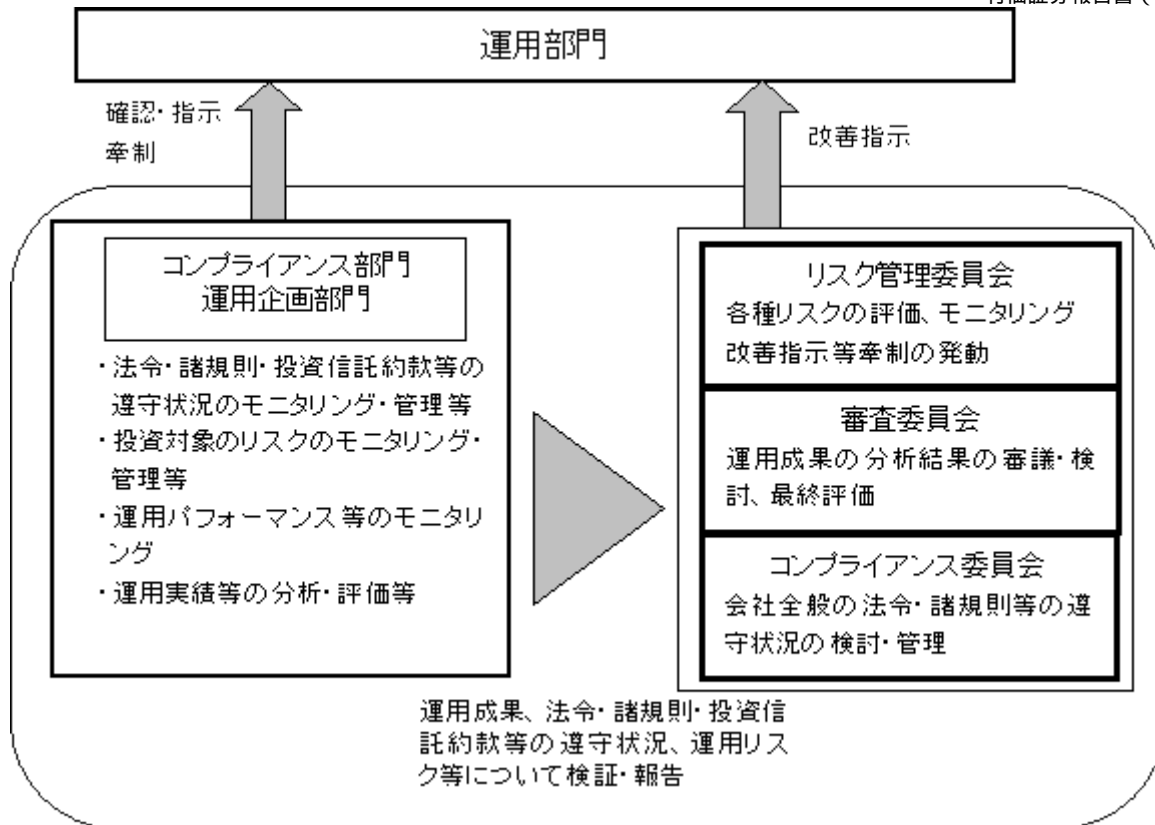 有価証券報告書（
運用部門
確認・指示
牽制
改善指示
コンプライアンス部門
運用企画部門
・法令・諸規則・投資信託約款等の
遵守状況のモニタリング・管理等
・投資対象のリスクのモニタリング・
管理等
・運用パフォーマンス等のモニタリ
ング
・運用実績等の分析・評価等
リスク管理委員会
各種リスクの評価、モニタリング
改善指示等牽制の発動
審査委員会
運用成果の分析結果の審議・検
討、最終評価
コンプライアンス委員会
会社全般の法令・諸規則等の遵
守状況の検討・管理
運用成果、法令・諸規則・投資信
託約款等の遵守状況、運用リス
ク等について検証・報告